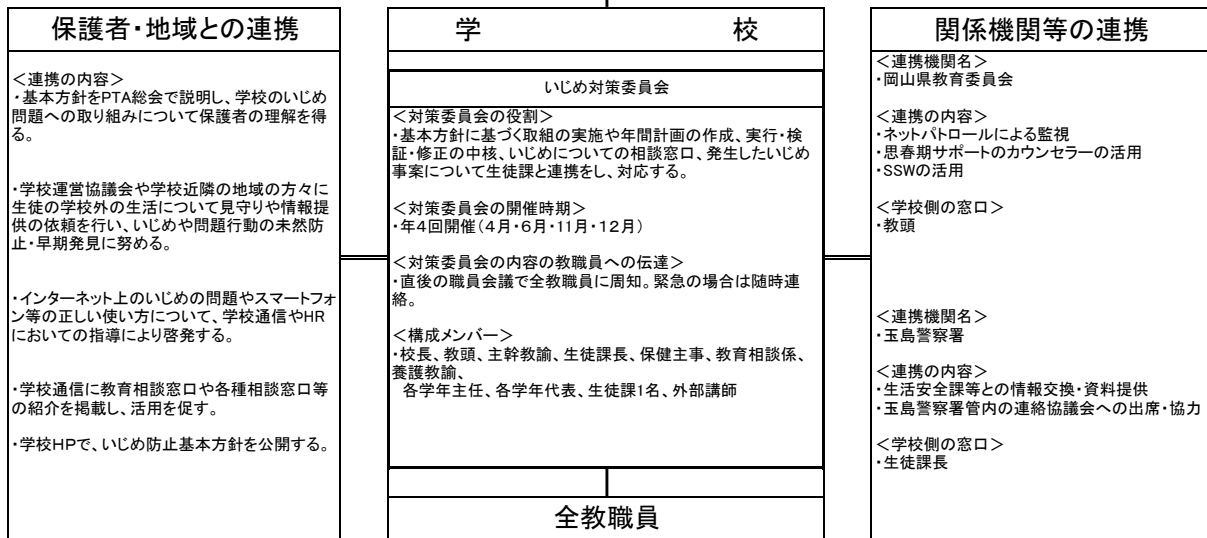 保護者・地域との連携
＜連携の内容＞
・基本方針をPTA総会で説明し、学校のいじめ
問題への取り組みについて保護者の理解を得
る。
・学校運営協議会や学校近隣の地域の方々に
生徒の学校外の生活について見守りや情報提
供の依頼を行い、いじめや問題行動の未然防
止・早期発見に努める。
・インターネット上のいじめの問題やスマートフォ
ン等の正しい使い方について、学校通信やHR
においての指導により啓発する。
・学校通信に教育相談窓口や各種相談窓口等
の紹介を掲載し、活用を促す。
・学校HPで、いじめ防止基本方針を公開する。
学　校
いじめ対策委員会
＜対策委員会の役割＞
・基本方針に基づく取組の実施や年間計画の作成、実行・検
証・修正の中核、いじめについての相談窓口、発生したいじめ
事案について生徒課と連携をし、対応する。
＜対策委員会の開催時期＞
・年４回開催（４月・６月・１１月・１２月）
＜対策委員会の内容の教職員への伝達＞
・直後の職員会議で全教職員に周知。緊急の場合は随時連
絡。
＜構成メンバー＞
・校長、教頭、主幹教諭、生徒課長、保健主事、教育相談係、
養護教諭、
各学年主任、各学年代表、生徒課1名、外部講師
全教職員
関係機関等の連携
＜連携機関名＞
・岡山県教育委員会
＜連携の内容＞
・ネットパトロールによる監視
・思春期サポートのカウンセラーの活用
・SSWの活用
＜学校側の窓口＞
・教頭
＜連携機関名＞
・玉島警察署
＜連携の内容＞
・生活安全課等との情報交換・資料提供
・玉島警察署管内の連絡協議会への出席・協力
＜学校側の窓口＞
・生徒課長